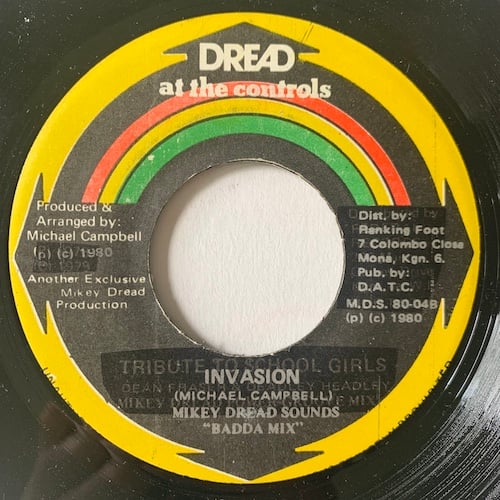 DREAD
at the controls
Produced &
Arranged by:
Michael Campbell
(p) (c) 1980
Another Exclusive
Mikey Dread
Production
Dist. by:
Ranking Foot
7 Colombo Close
Mona, Kgn. 6.
Pub. by:
D.A.T.C.
M.D.S. 80-04B
(p) (c) 1980
TRIBUTE TO SCHOOL GIRLS
INVASION
(MICHAEL CAMPBELL)
MIKEY DREAD SOUNDS
"BADDA MIX"